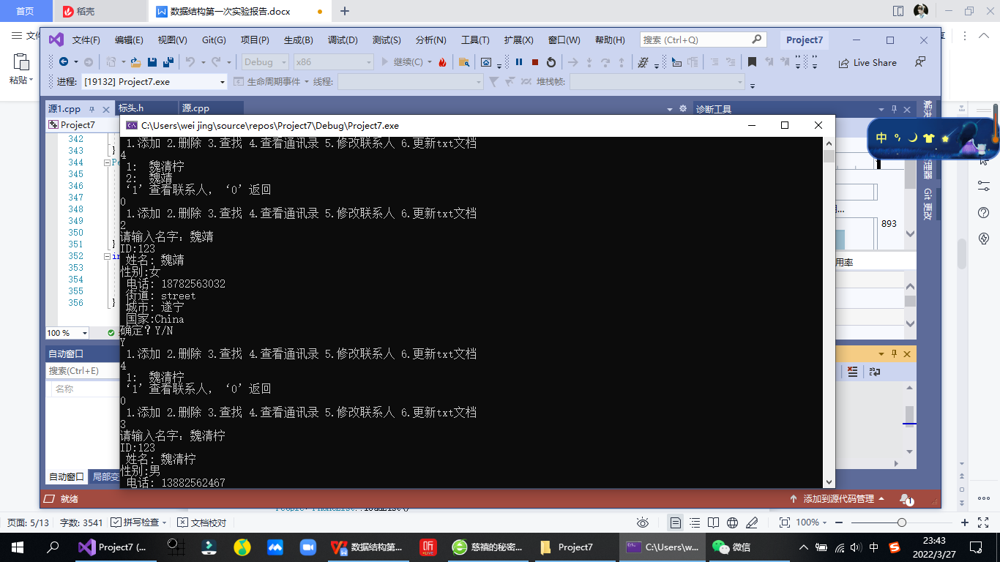 首页
稻壳
数据结构第一次实验报告.docx
文件(F) 编辑(E) 视图(V) Git(G) 项目(P) 生成(B) 调试(D) 测试(S) 分析(N) 工具(T) 扩展(X) 窗口(W) 帮助(H) 搜索 (Ctrl+Q) Project7
粘贴
Debug x86 继续(C) Live Share
进程: [19132] Project7.exe 生命周期事件 线程: 堆栈帧:
源1.cpp 标头.h 源.cpp 诊断工具
Project7
C:\Users\wei jing\source\repos\Project7\Debug\Project7.exe
342
343 }
344
345
346
347
348
349
350
351 }
352
353
354
355
356 }
1.添加 2.删除 3.查找 4.查看通讯录 5.修改联系人 6.更新txt文档
4
1: 魏清柠
2: 魏靖
‘1’查看联系人，‘0’返回
0
1.添加 2.删除 3.查找 4.查看通讯录 5.修改联系人 6.更新txt文档
2
请输入名字: 魏靖
ID:123
姓名: 魏靖
性别:女
电话: 18782563032
街道: street
城市: 遂宁
国家:China
确定？Y/N
Y
1.添加 2.删除 3.查找 4.查看通讯录 5.修改联系人 6.更新txt文档
4
1: 魏清柠
‘1’查看联系人，‘0’返回
0
1.添加 2.删除 3.查找 4.查看通讯录 5.修改联系人 6.更新txt文档
3
请输入名字: 魏清柠
ID:123
姓名: 魏清柠
性别:男
电话: 13882562467
中
Git 更改
893
用率
100 %
自动窗口
搜索(Ctrl+E)
名称
自动窗口 局部变
就绪 添加到源代码管理 1
页面: 5/13 字数: 3541 拼写检查 文档校对 100%
Project7 (... 数据结构第一... 听 慈禧的秘密... Project7 C:\Users\w... 微信 中 23:43
2022/3/27